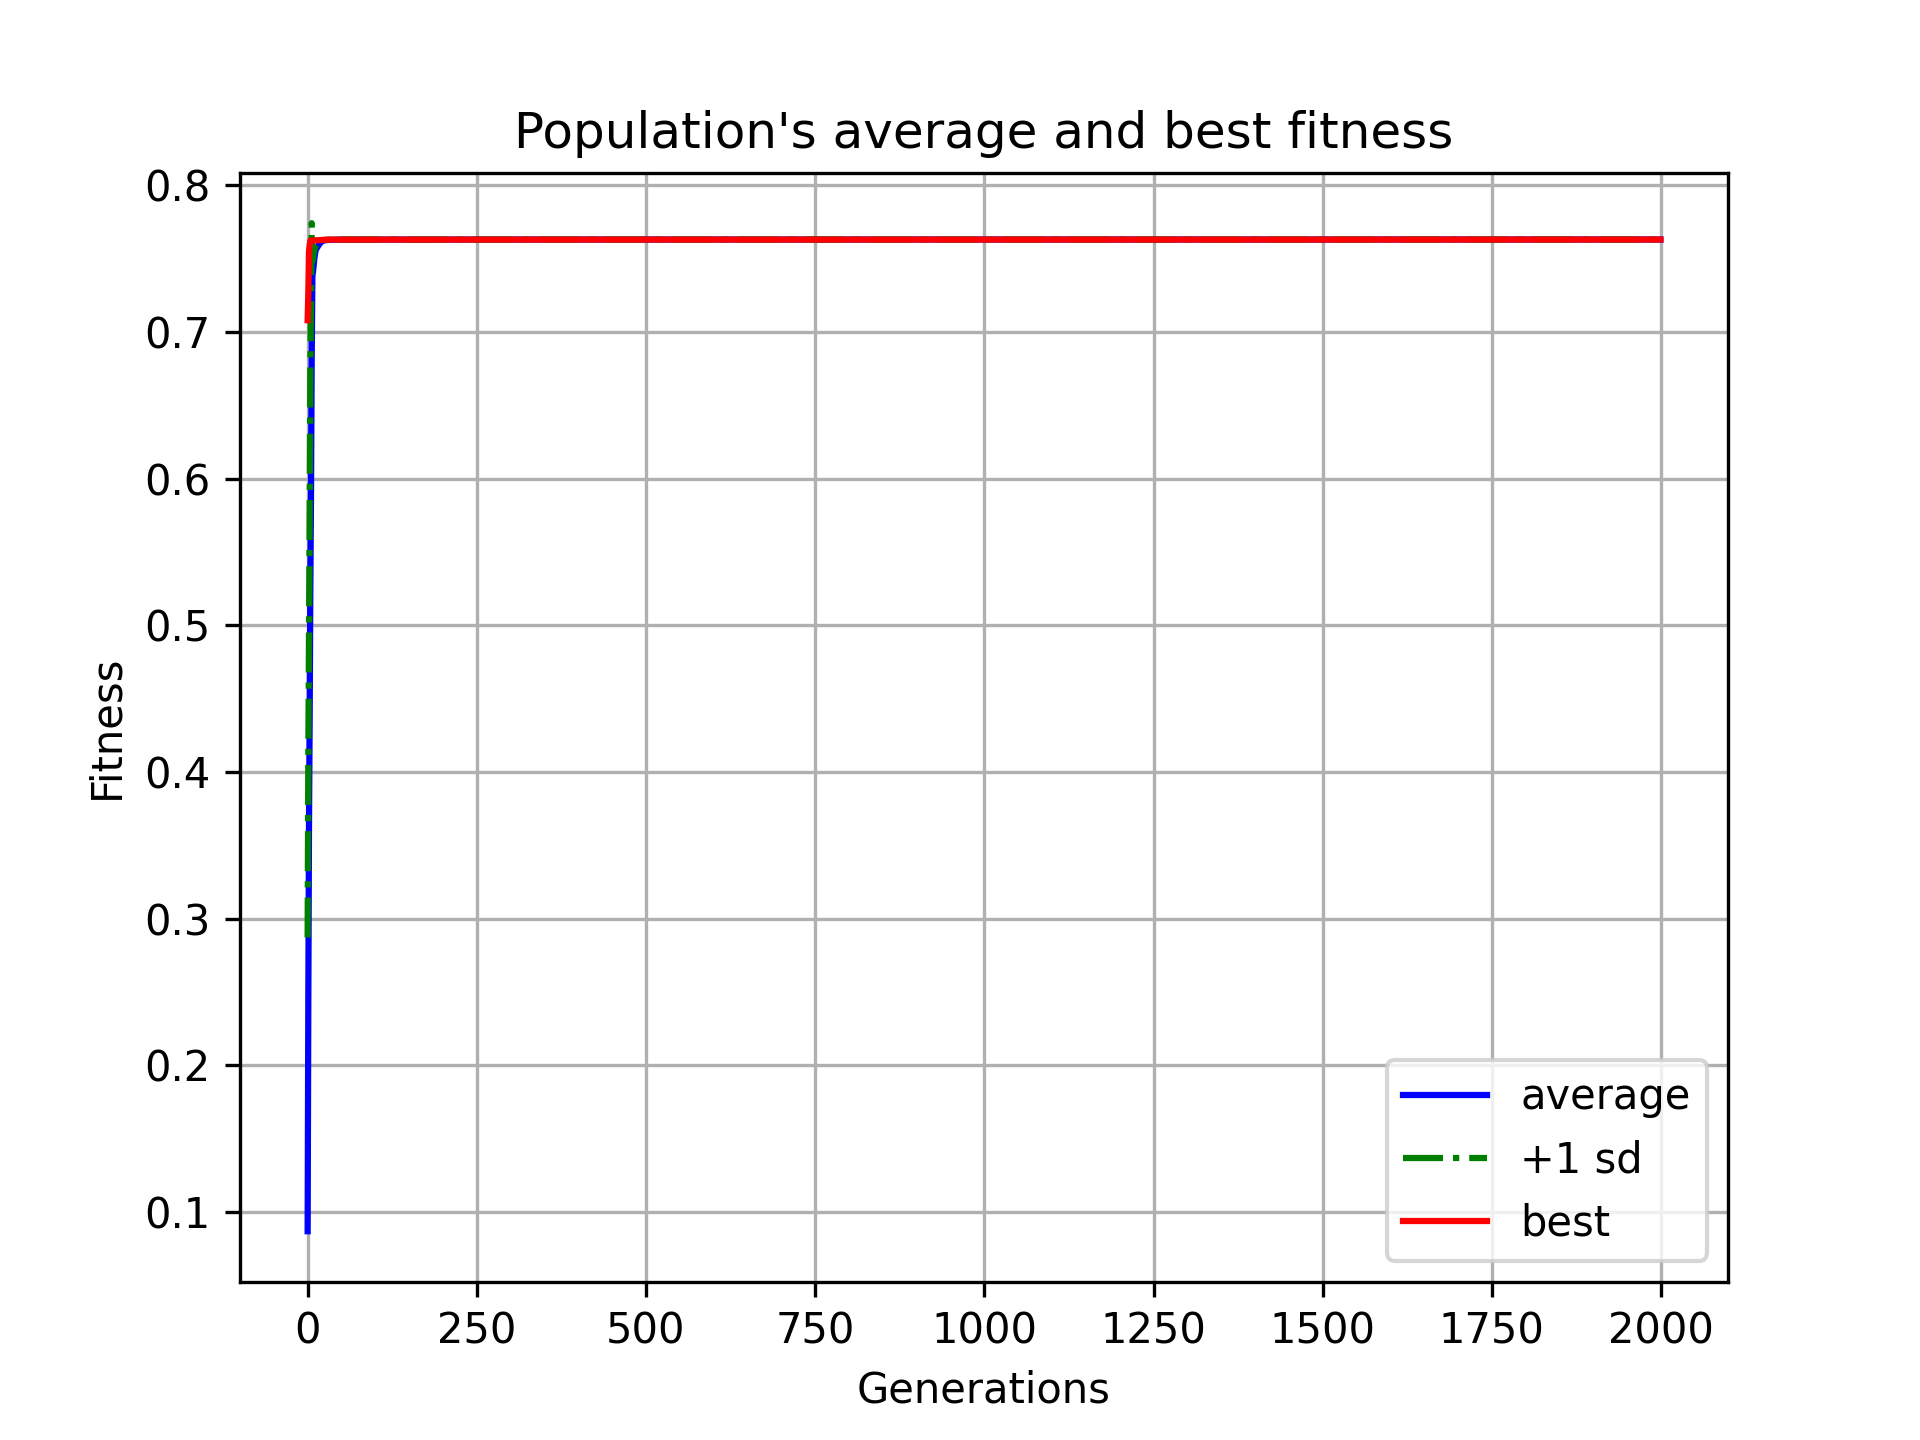 Population's average and best fitness
0.8
0.7
0.6
0.5
0.4
0.3
0.2
0.1
Fitness
average
+1 sd
best
0 250 500 750 1000 1250 1500 1750 2000
Generations